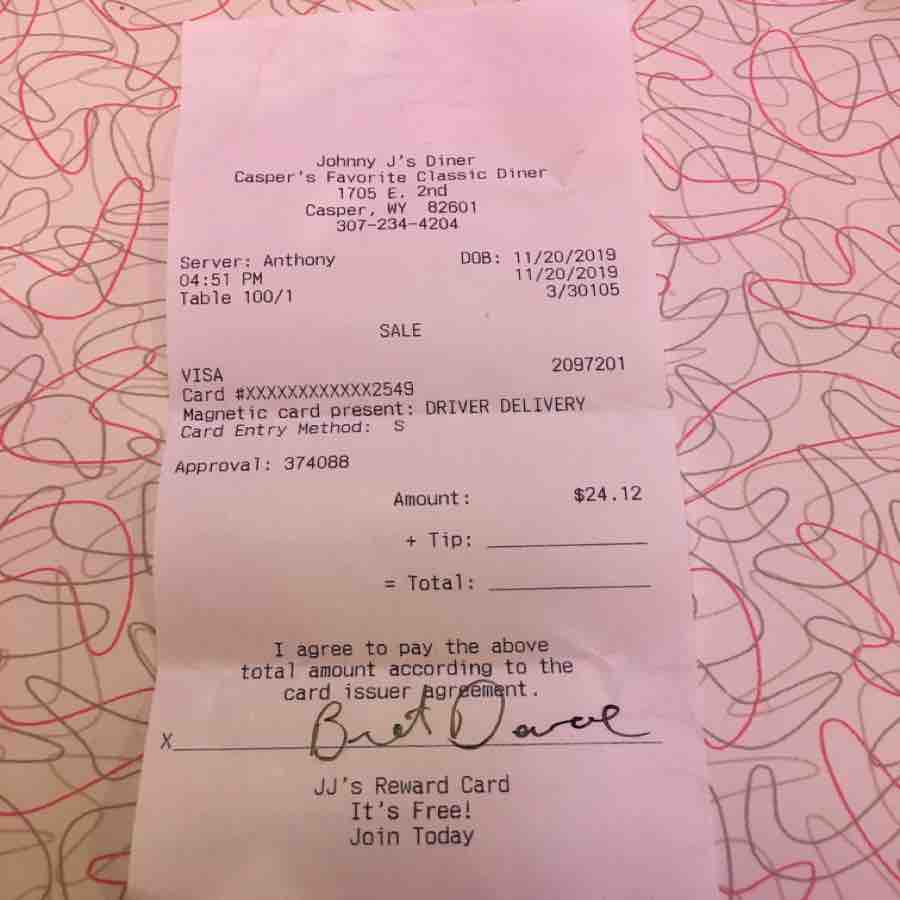 Johnny J's Diner
Casper's Favorite Classic Diner
1705 E. 2nd
Casper, WY 82601
307-234-4204
Server: Anthony DOB: 11/20/2019
04:51 PM 11/20/2019
Table 100/1 3/30105
SALE
VISA 2097201
Card #XXXXXXXXXXXX2549
Magnetic card present: DRIVER DELIVERY
Card Entry Method: S
Approval: 374088
Amount: $24.12
+ Tip:
= Total:
I agree to pay the above
total amount according to the
card issuer agreement.
X Bret
JJ's Reward Card
It's Free!
Join Today